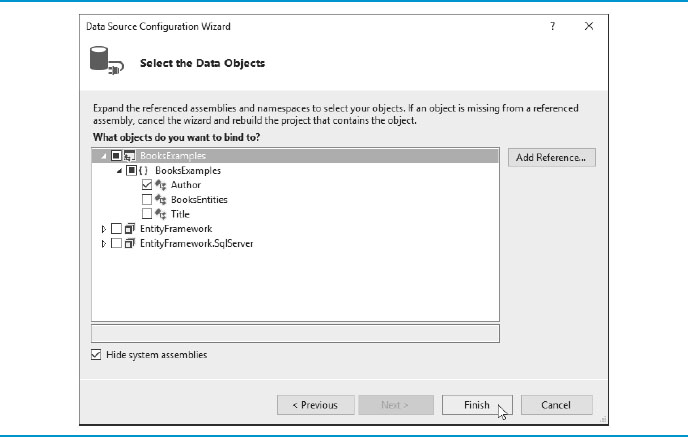 Data Source Configuration Wizard
Select the Data Objects
Expand the referenced assemblies and namespaces to select your objects. If an object is missing from a referenced
assembly, cancel the wizard and rebuild the project that contains the object.
What objects do you want to bind to?
BooksExamples
Add Reference...
{ } BooksExamples
Author
BooksEntities
Title
EntityFramework
EntityFramework.SqlServer
Hide system assemblies
< Previous
Next >
Finish
Cancel